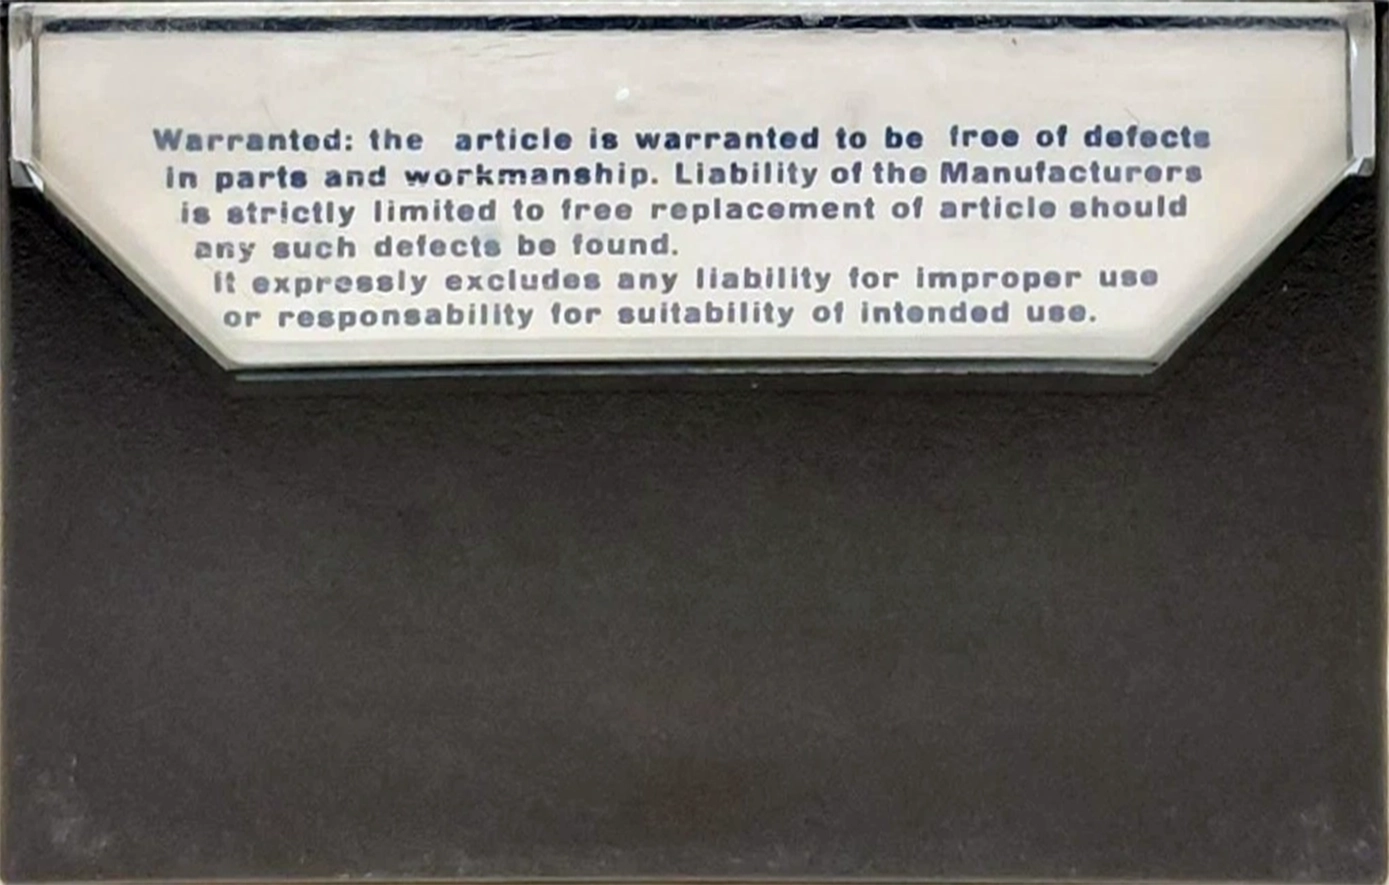 Warranted: the article is warranted to be free of defects
in parts and workmanship. Liability of the Manufacturers
is strictly limited to free replacement of article should
any such defects be found.
it expressly excludes any liability for improper use
or responsability for suitability of intended use.